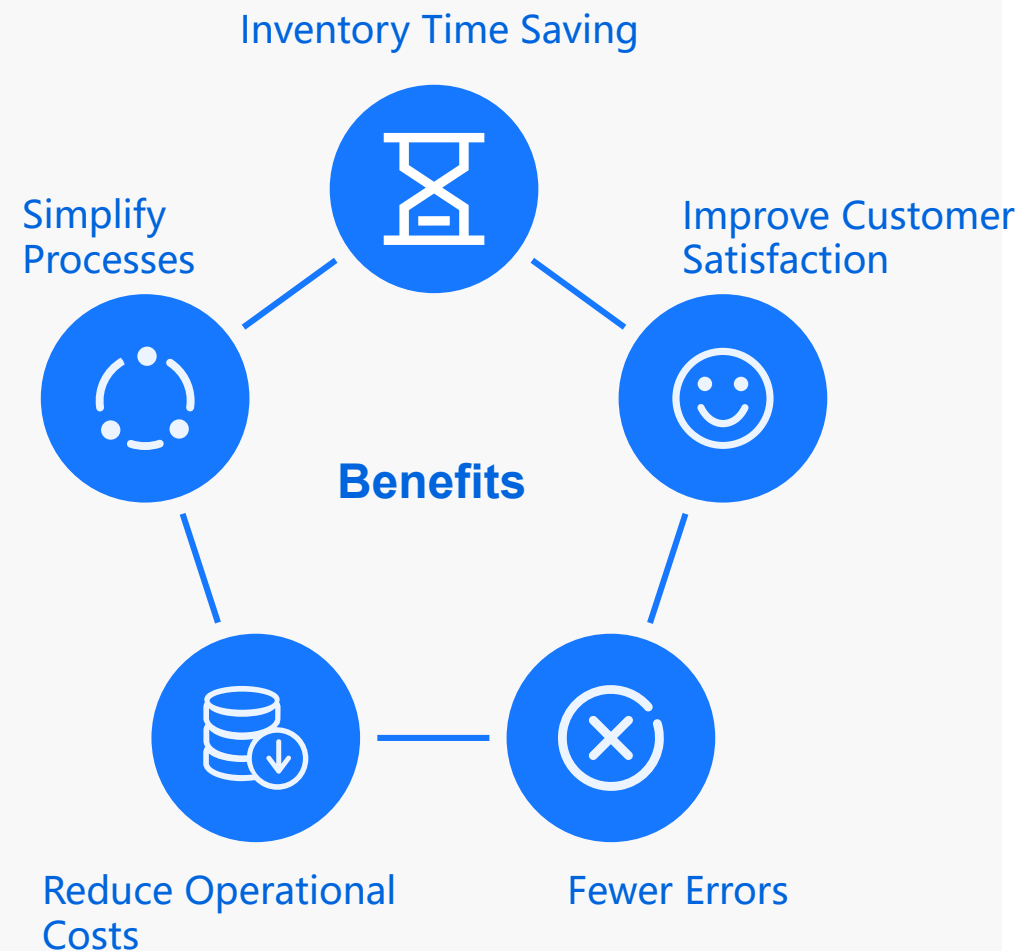 Inventory Time Saving
Simplify
Processes
Improve Customer
Satisfaction
Benefits
Reduce Operational
Costs
Fewer Errors